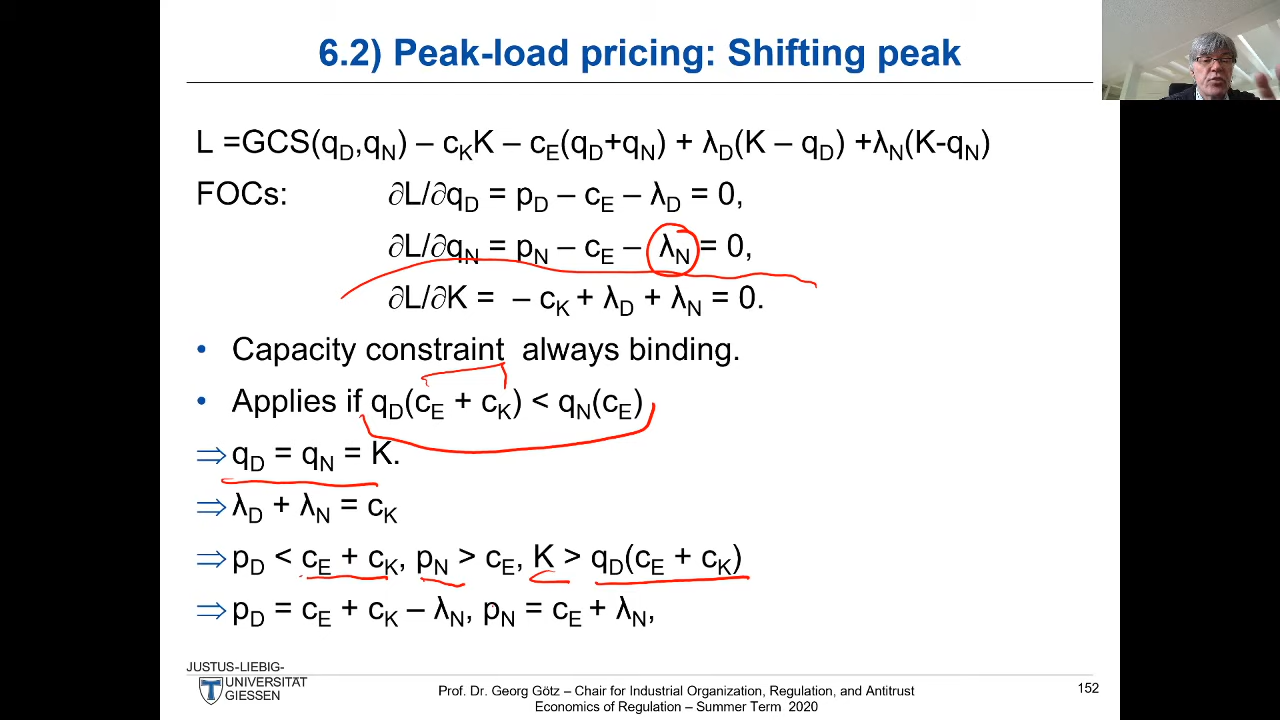 6.2) Peak-load pricing: Shifting peak
L =GCS(qD,qN) – cKK – cE(qD+qN) + λD(K – qD) +λN(K-qN)
FOCs: ∂L/∂qD = pD – cE – λD = 0,
∂L/∂qN = pN – cE – λN = 0,
∂L/∂K = – cK + λD + λN = 0.
• Capacity constraint always binding.
• Applies if qD(cE + cK) < qN(cE)
⇒ qD = qN = K.
⇒ λD + λN = cK
⇒ pD < cE + cK, pN > cE, K > qD(cE + cK)
⇒ pD = cE + cK – λN, pN = cE + λN,
JUSTUS-LIEBIG-
UNIVERSITÄT
GIESSEN
Prof. Dr. Georg Götz – Chair for Industrial Organization, Regulation, and Antitrust
Economics of Regulation – Summer Term 2020
152